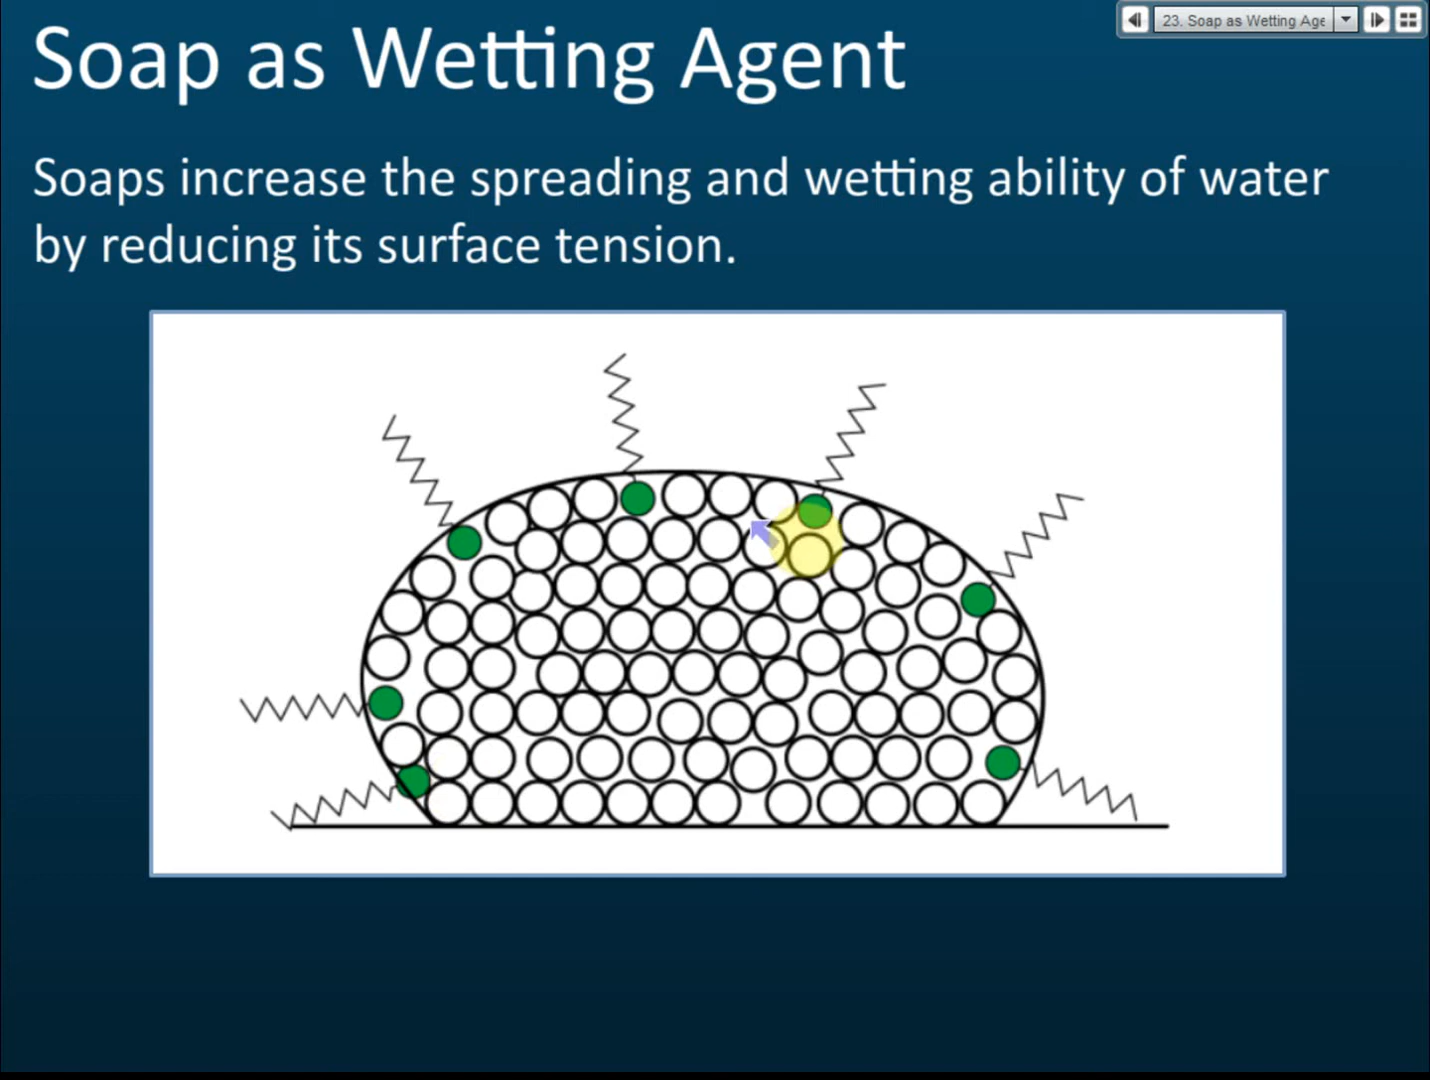 23. Soap as Wetting Age
Soap as Wetting Agent
Soaps increase the spreading and wetting ability of water
by reducing its surface tension.